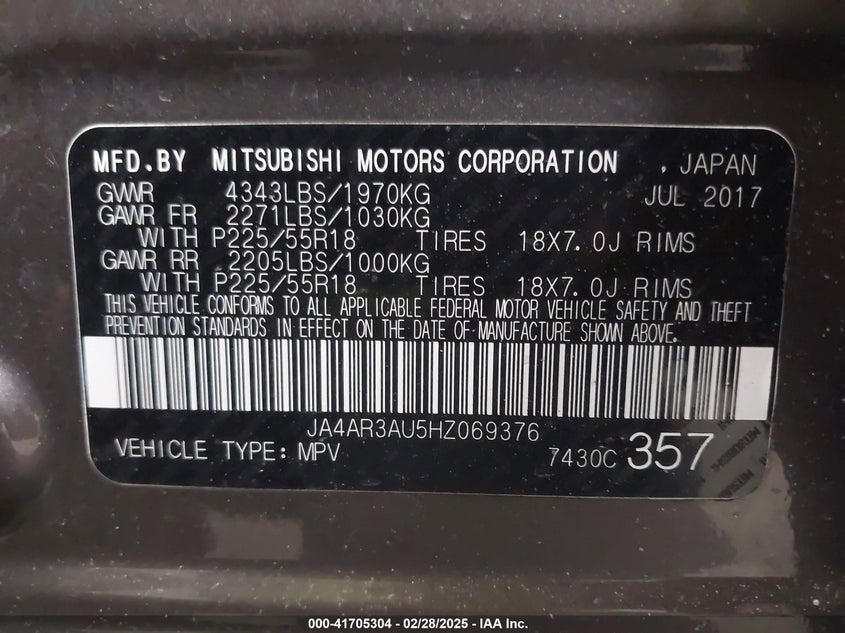 MFD.BY MITSUBISHI MOTORS CORPORATION , JAPAN
GVWR 4343LBS/1970KG JUL 2017
GAWR FR 2271LBS/1030KG
WITH P225/55R18 TIRES 18X7.0J RIMS
GAWR RR 2205LBS/1000KG
WITH P225/55R18 TIRES 18X7.0J RIMS
THIS VEHICLE CONFORMS TO ALL APPLICABLE FEDERAL MOTOR VEHICLE SAFETY AND THEFT
PREVENTION STANDARDS IN EFFECT ON THE DATE OF MANUFACTURE SHOWN ABOVE.
JA4AR3AU5HZ069376
VEHICLE TYPE: MPV 7430C 357
MITSUBISHI
000-41705304 - 02/28/2025 - IAA Inc.